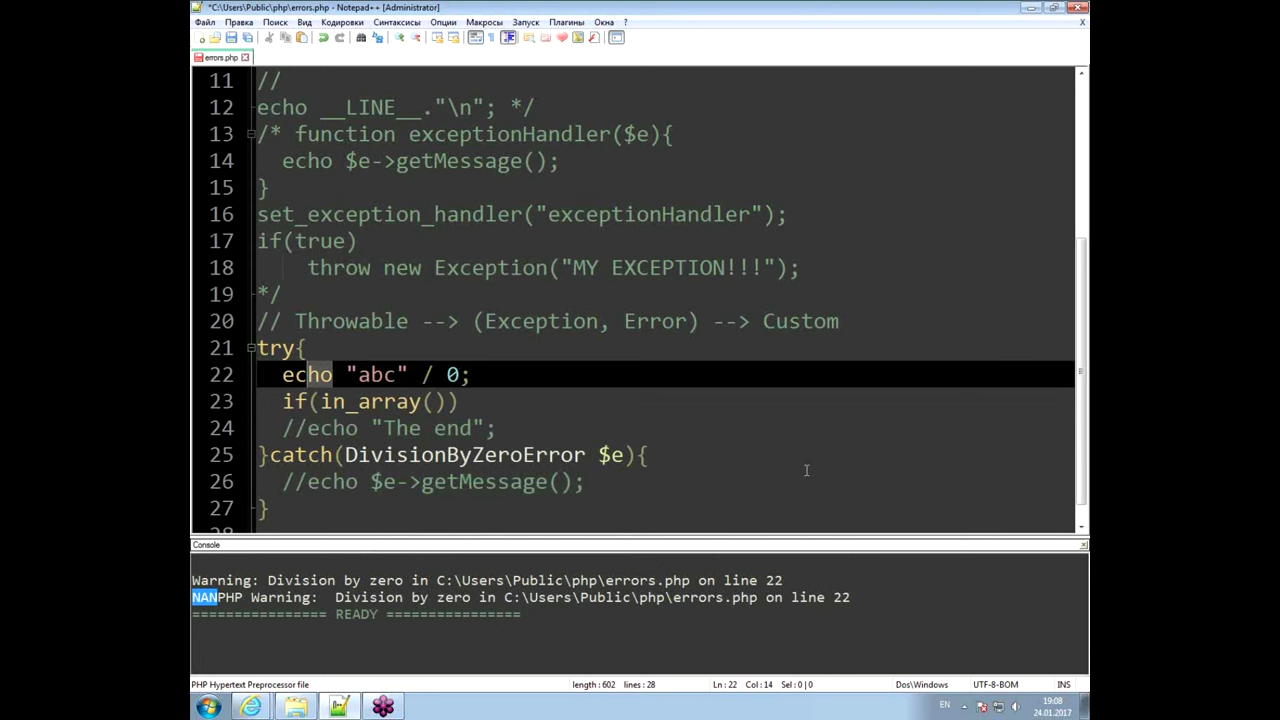 *C:\Users\Public\php\errors.php - Notepad++ [Administrator]
Файл Правка Поиск Вид Кодировки Синтаксисы Опции Макросы Запуск Плагины Окна ? X
errors.php
11 //
12 echo __LINE__."\n"; */
13 /* function exceptionHandler($e){
14 echo $e->getMessage();
15 }
16 set_exception_handler("exceptionHandler");
17 if(true)
18 throw new Exception("MY EXCEPTION!!!");
19 */
20 // Throwable --> (Exception, Error) --> Custom
21 try{
22 echo "abc" / 0;
23 if(in_array())
24 //echo "The end";
25 }catch(DivisionByZeroError $e){
26 //echo $e->getMessage();
27 }
28
Console
Warning: Division by zero in C:\Users\Public\php\errors.php on line 22
NANPHP Warning:  Division by zero in C:\Users\Public\php\errors.php on line 22
================ READY ================
PHP Hypertext Preprocessor file length : 602 lines : 28 Ln : 22 Col : 14 Sel : 0 | 0 Dos\Windows UTF-8-BOM INS
EN 19:08
24.01.2017